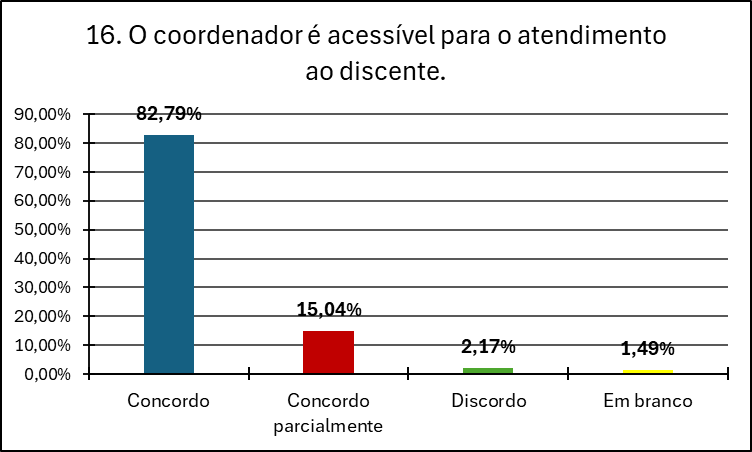 16. O coordenador é acessível para o atendimento
ao discente.
90,00%
82,79%
80,00%
70,00%
60,00%
50,00%
40,00%
30,00%
20,00%
15,04%
10,00%
2,17%
1,49%
0,00%
Concordo
Concordo
parcialmente
Discordo
Em branco